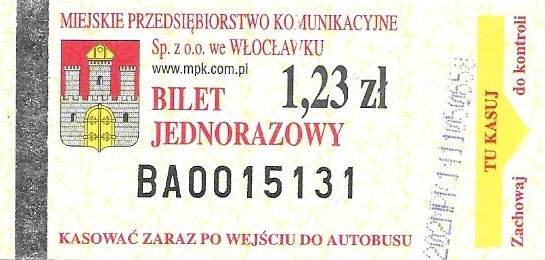 MIEJSKIE PRZEDSIĘBIORSTWO KOMUNIKACYJNE
Sp. z o.o. we WŁOCŁAWKU
www.mpk.com.pl
BILET 1,23 zł
JEDNORAZOWY
BA0015131
KASOWAĆ ZARAZ PO WEJŚCIU DO AUTOBUSU
TU KASUJ
Zachowaj do kontroli